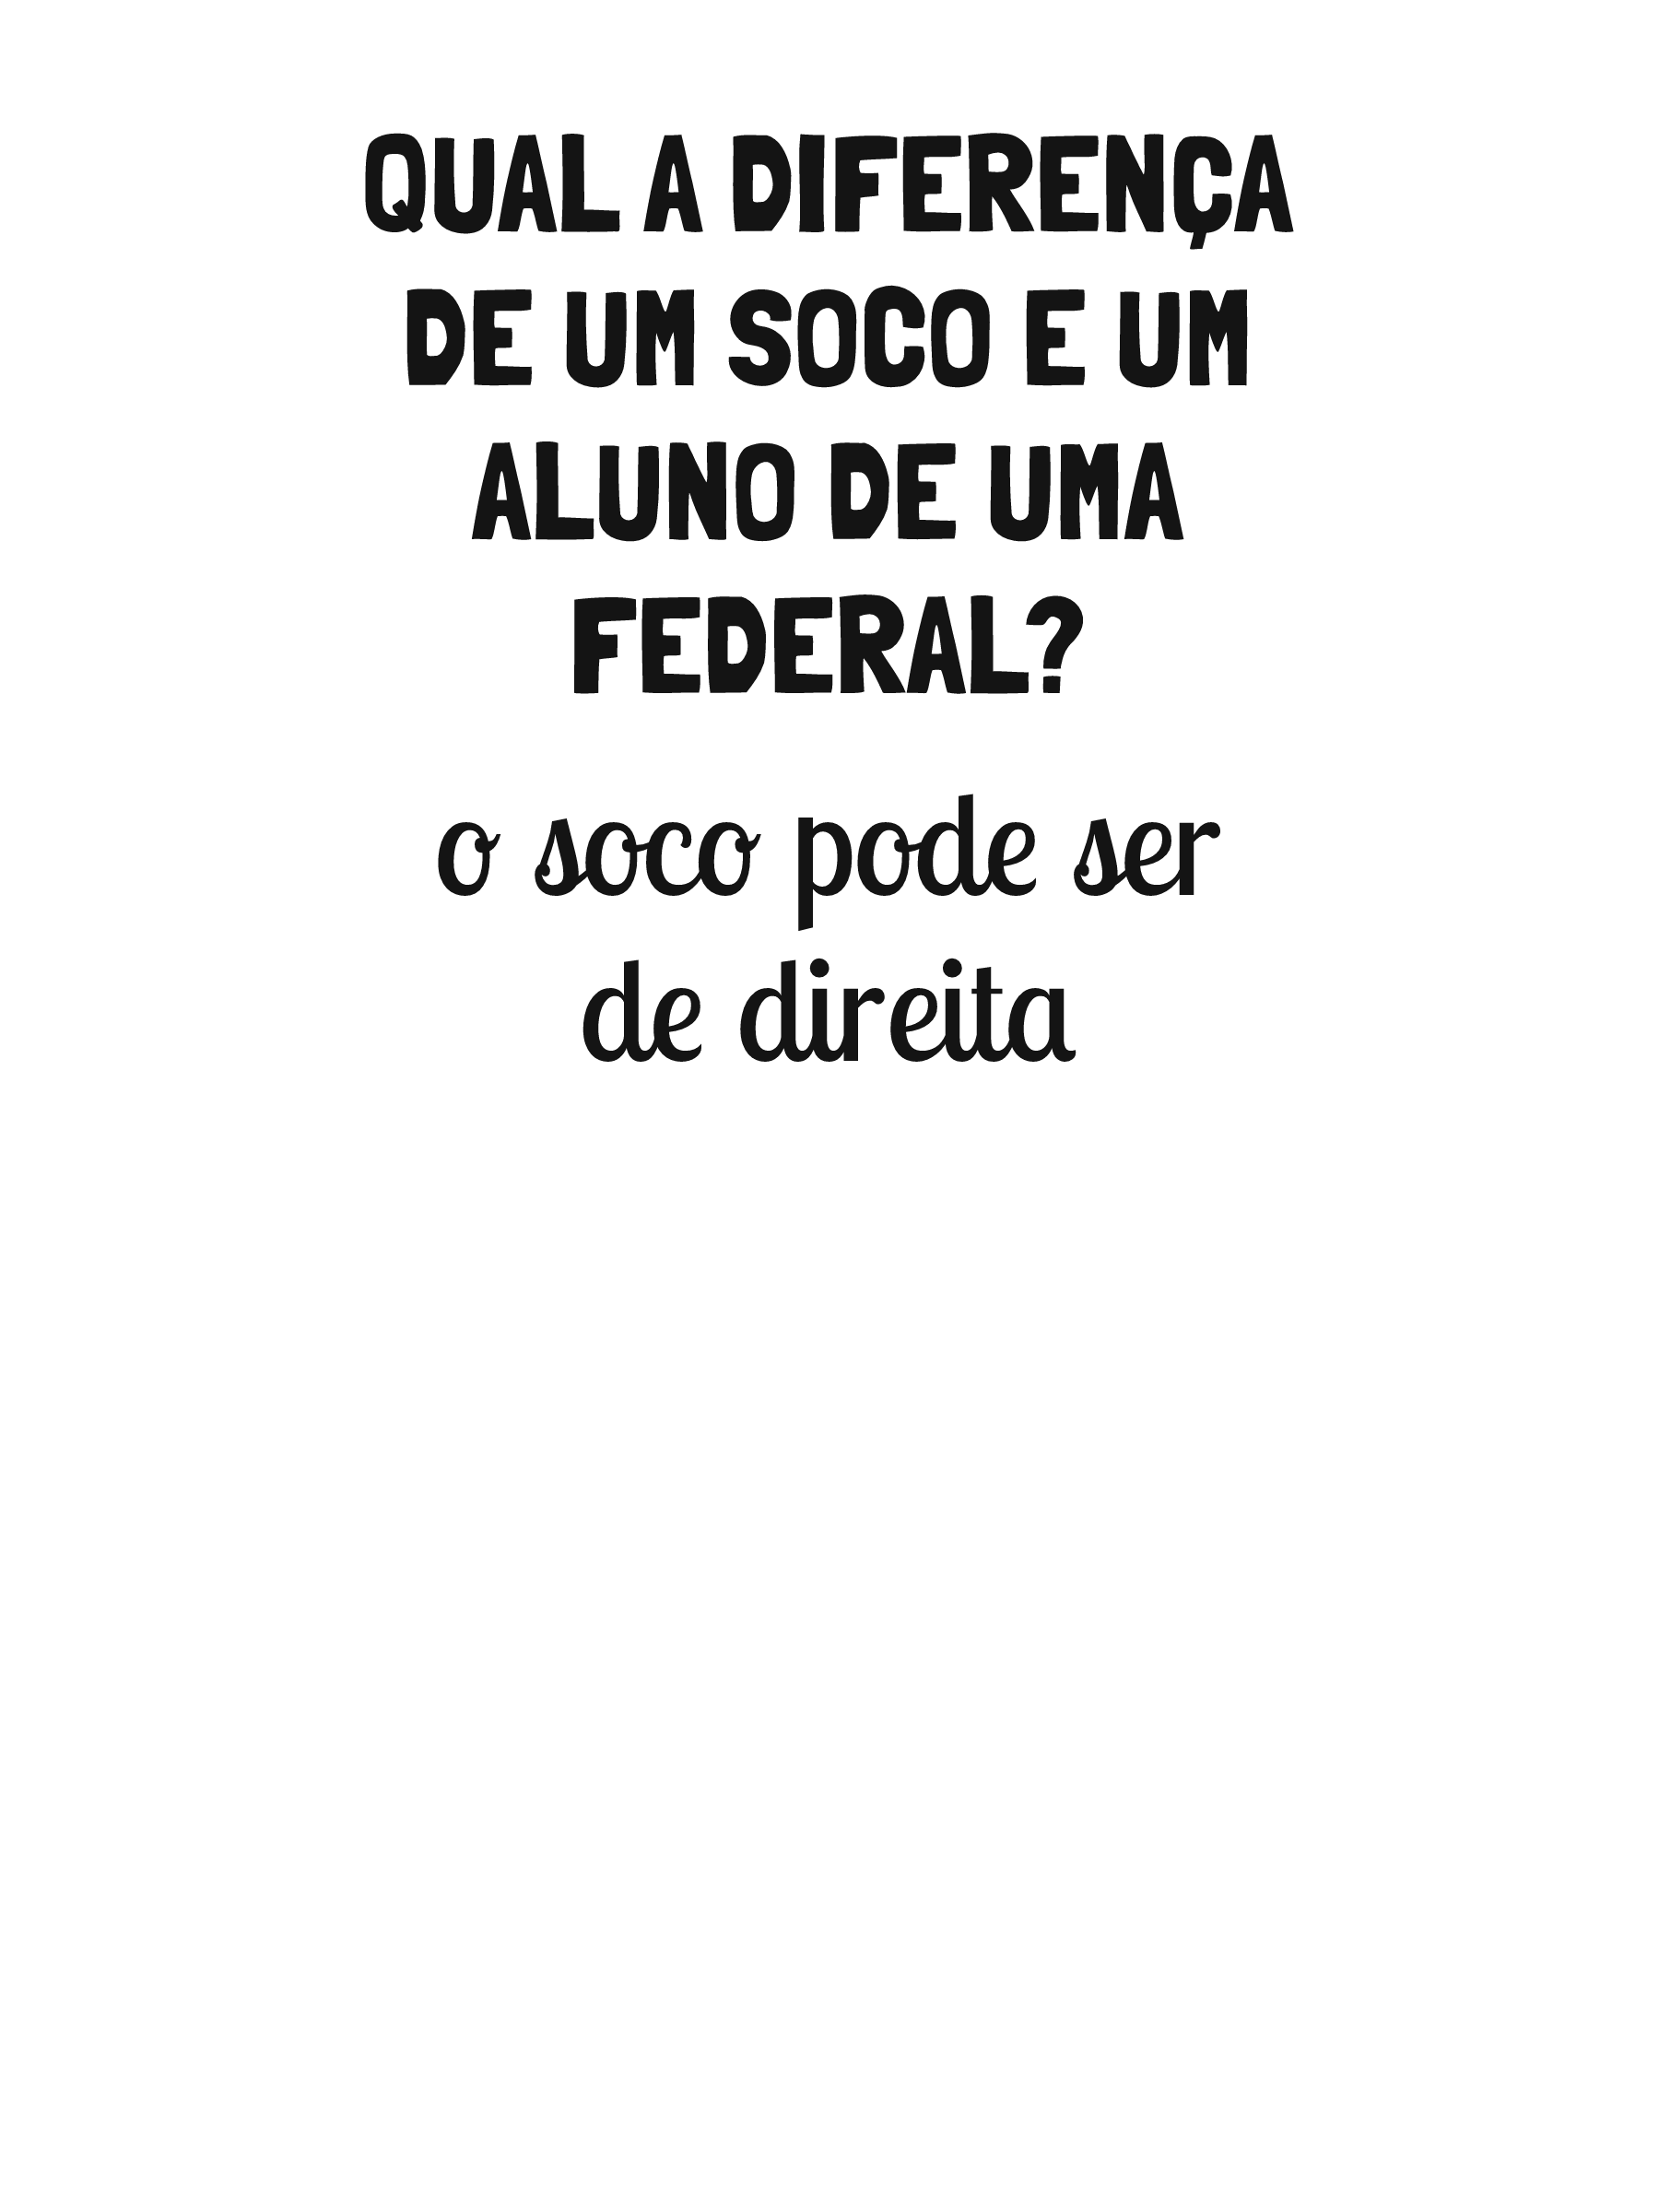 QUAL A DIFERENÇA
DE UM SOCO E UM
ALUNO DE UMA
FEDERAL?
o soco pode ser
de direita